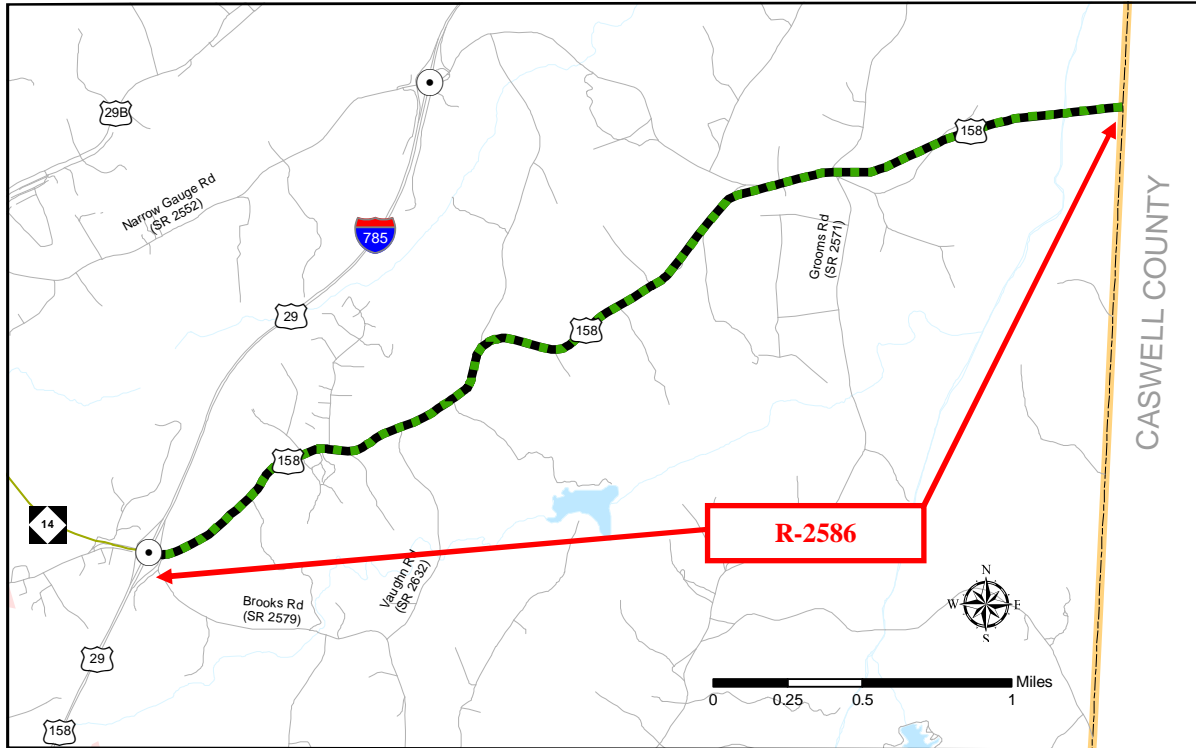 29B
158
Narrow Gauge Rd
(SR 2552)
785
Grooms Rd
(SR 2571)
CASWELL COUNTY
29
158
158
14
R-2586
Vaughn Rd
(SR 2632)
Brooks Rd
(SR 2579)
N
W
E
S
29
158
Miles
0
0.25
0.5
1